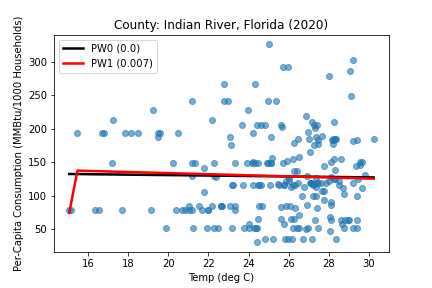 County: Indian River, Florida (2020)
PW0 (0.0)
PW1 (0.007)
Per-Capita Consumption (MMBtu/1000 Households)
300
250
200
150
100
50
16 18 20 22 24 26 28 30
Temp (deg C)